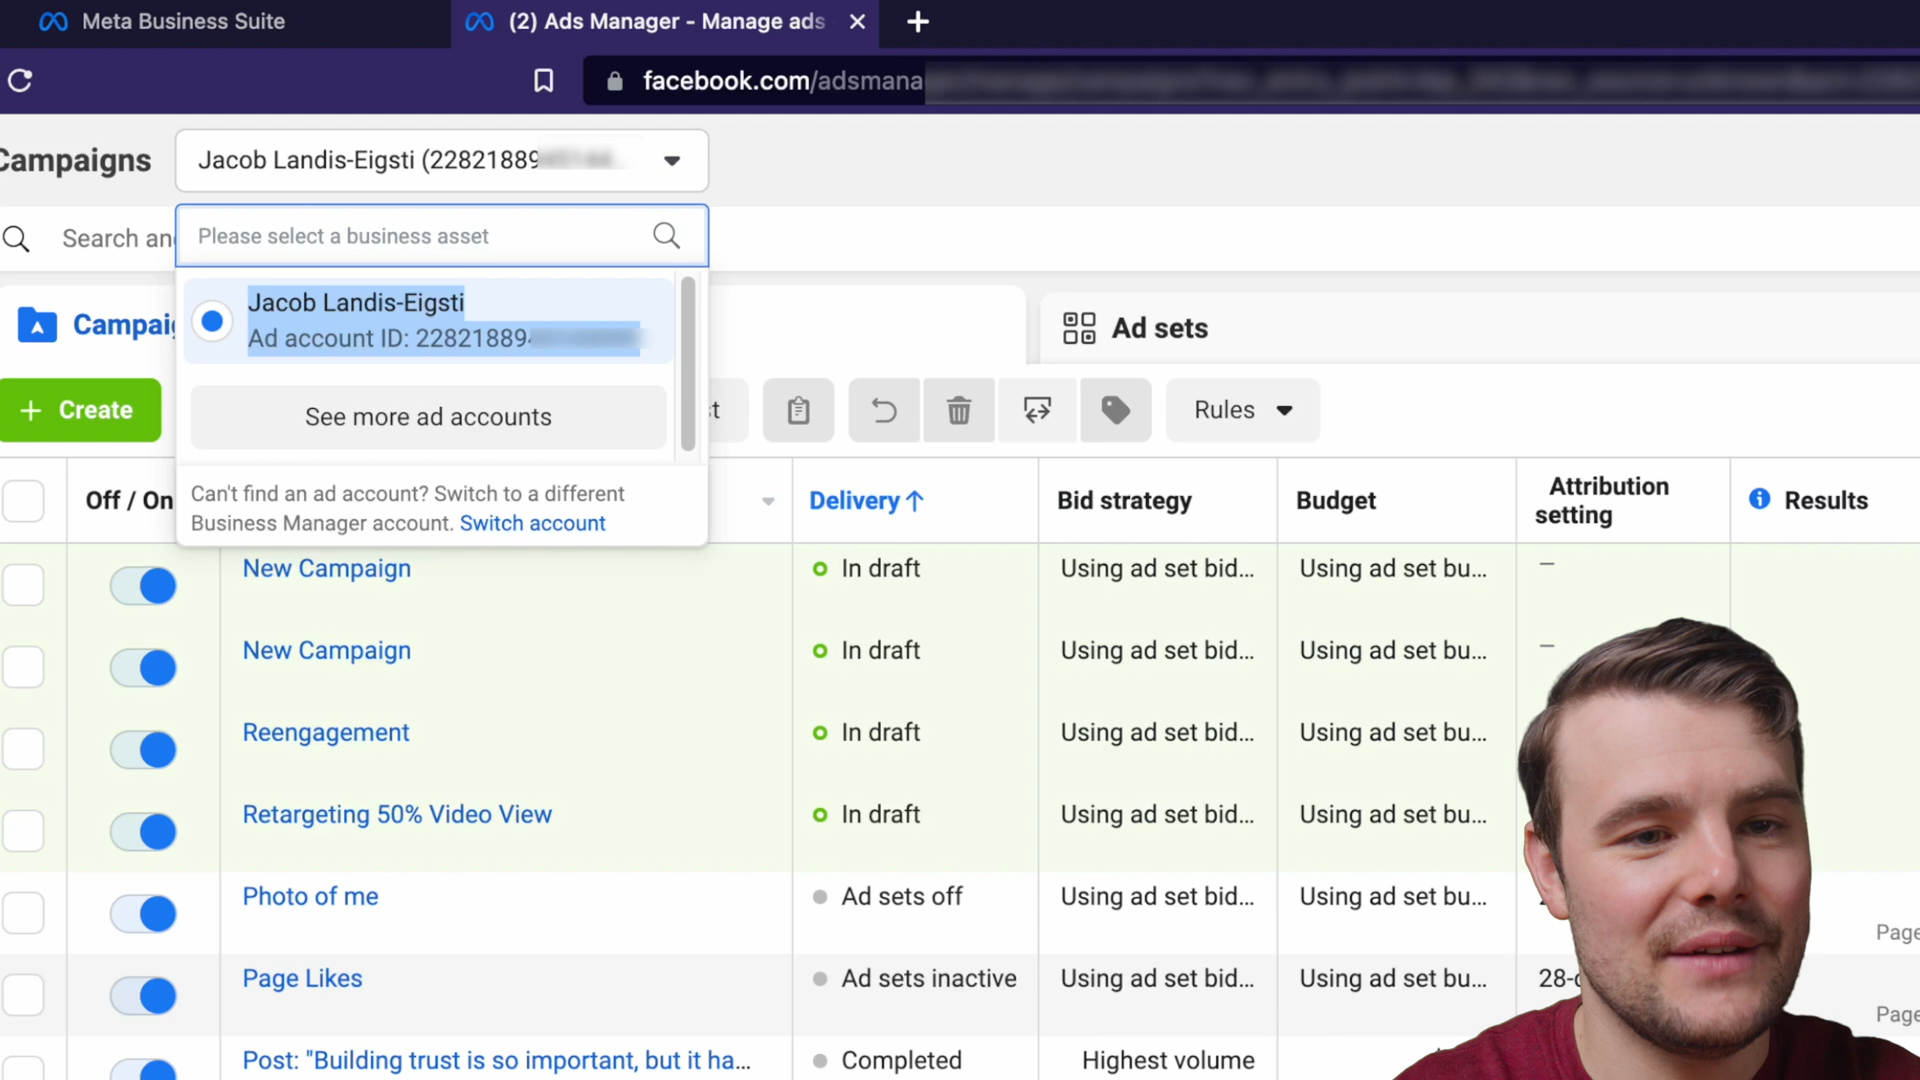 Meta Business Suite
(2) Ads Manager - Manage ads
facebook.com/adsmana
Campaigns
Jacob Landis-Eigsti (22821889
Search an
Please select a business asset
Jacob Landis-Eigsti
Ad account ID: 22821889
See more ad accounts
Can't find an ad account? Switch to a different
Business Manager account. Switch account
Campaig
Ad sets
+ Create
t
Rules
Off / On
Delivery ↑
Bid strategy
Budget
Attribution
setting
Results
New Campaign
In draft
Using ad set bid...
Using ad set bu...
—
New Campaign
In draft
Using ad set bid...
Using ad set bu...
—
Reengagement
In draft
Using ad set bid...
Using ad set bu...
Retargeting 50% Video View
In draft
Using ad set bid...
Using ad set bu...
Photo of me
Ad sets off
Using ad set bid...
Using ad set bu...
Page
Page Likes
Ad sets inactive
Using ad set bid...
Using ad set bu...
28-
Page
Post: "Building trust is so important, but it ha...
Completed
Highest volume